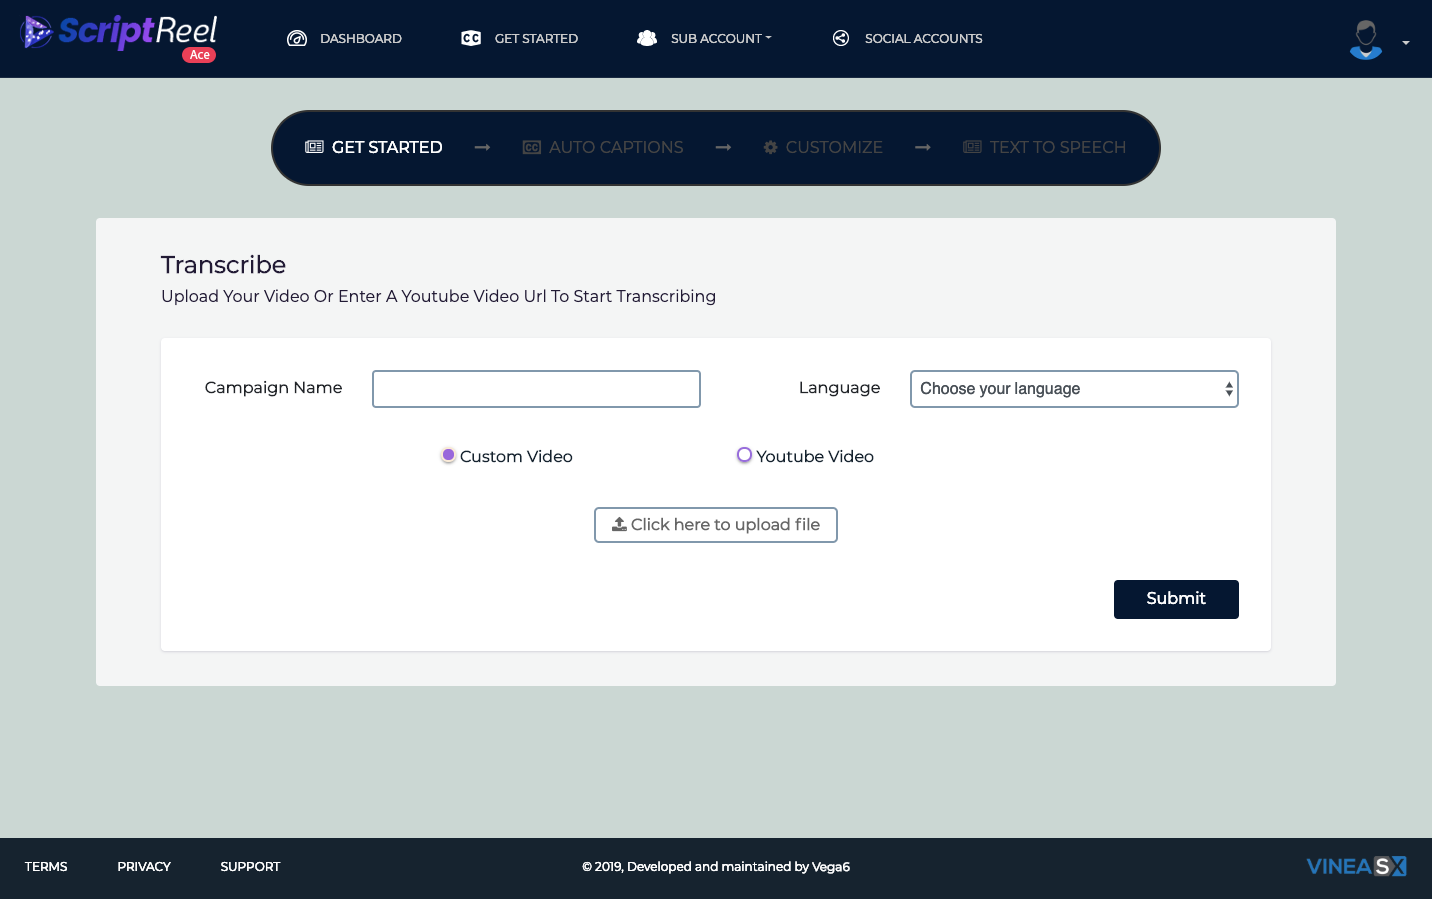 ScriptReel
Ace
DASHBOARD
GET STARTED
SUB ACCOUNT
SOCIAL ACCOUNTS
GET STARTED
AUTO CAPTIONS
CUSTOMIZE
TEXT TO SPEECH
Transcribe
Upload Your Video Or Enter A Youtube Video Url To Start Transcribing
Campaign Name
Language
Choose your language
Custom Video
Youtube Video
Click here to upload file
Submit
TERMS
PRIVACY
SUPPORT
© 2019, Developed and maintained by Vega6
VINEASX